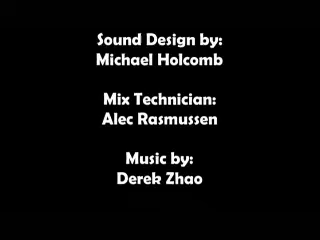 Sound Design by:
Michael Holcomb
Mix Technician:
Alec Rasmussen
Music by:
Derek Zhao